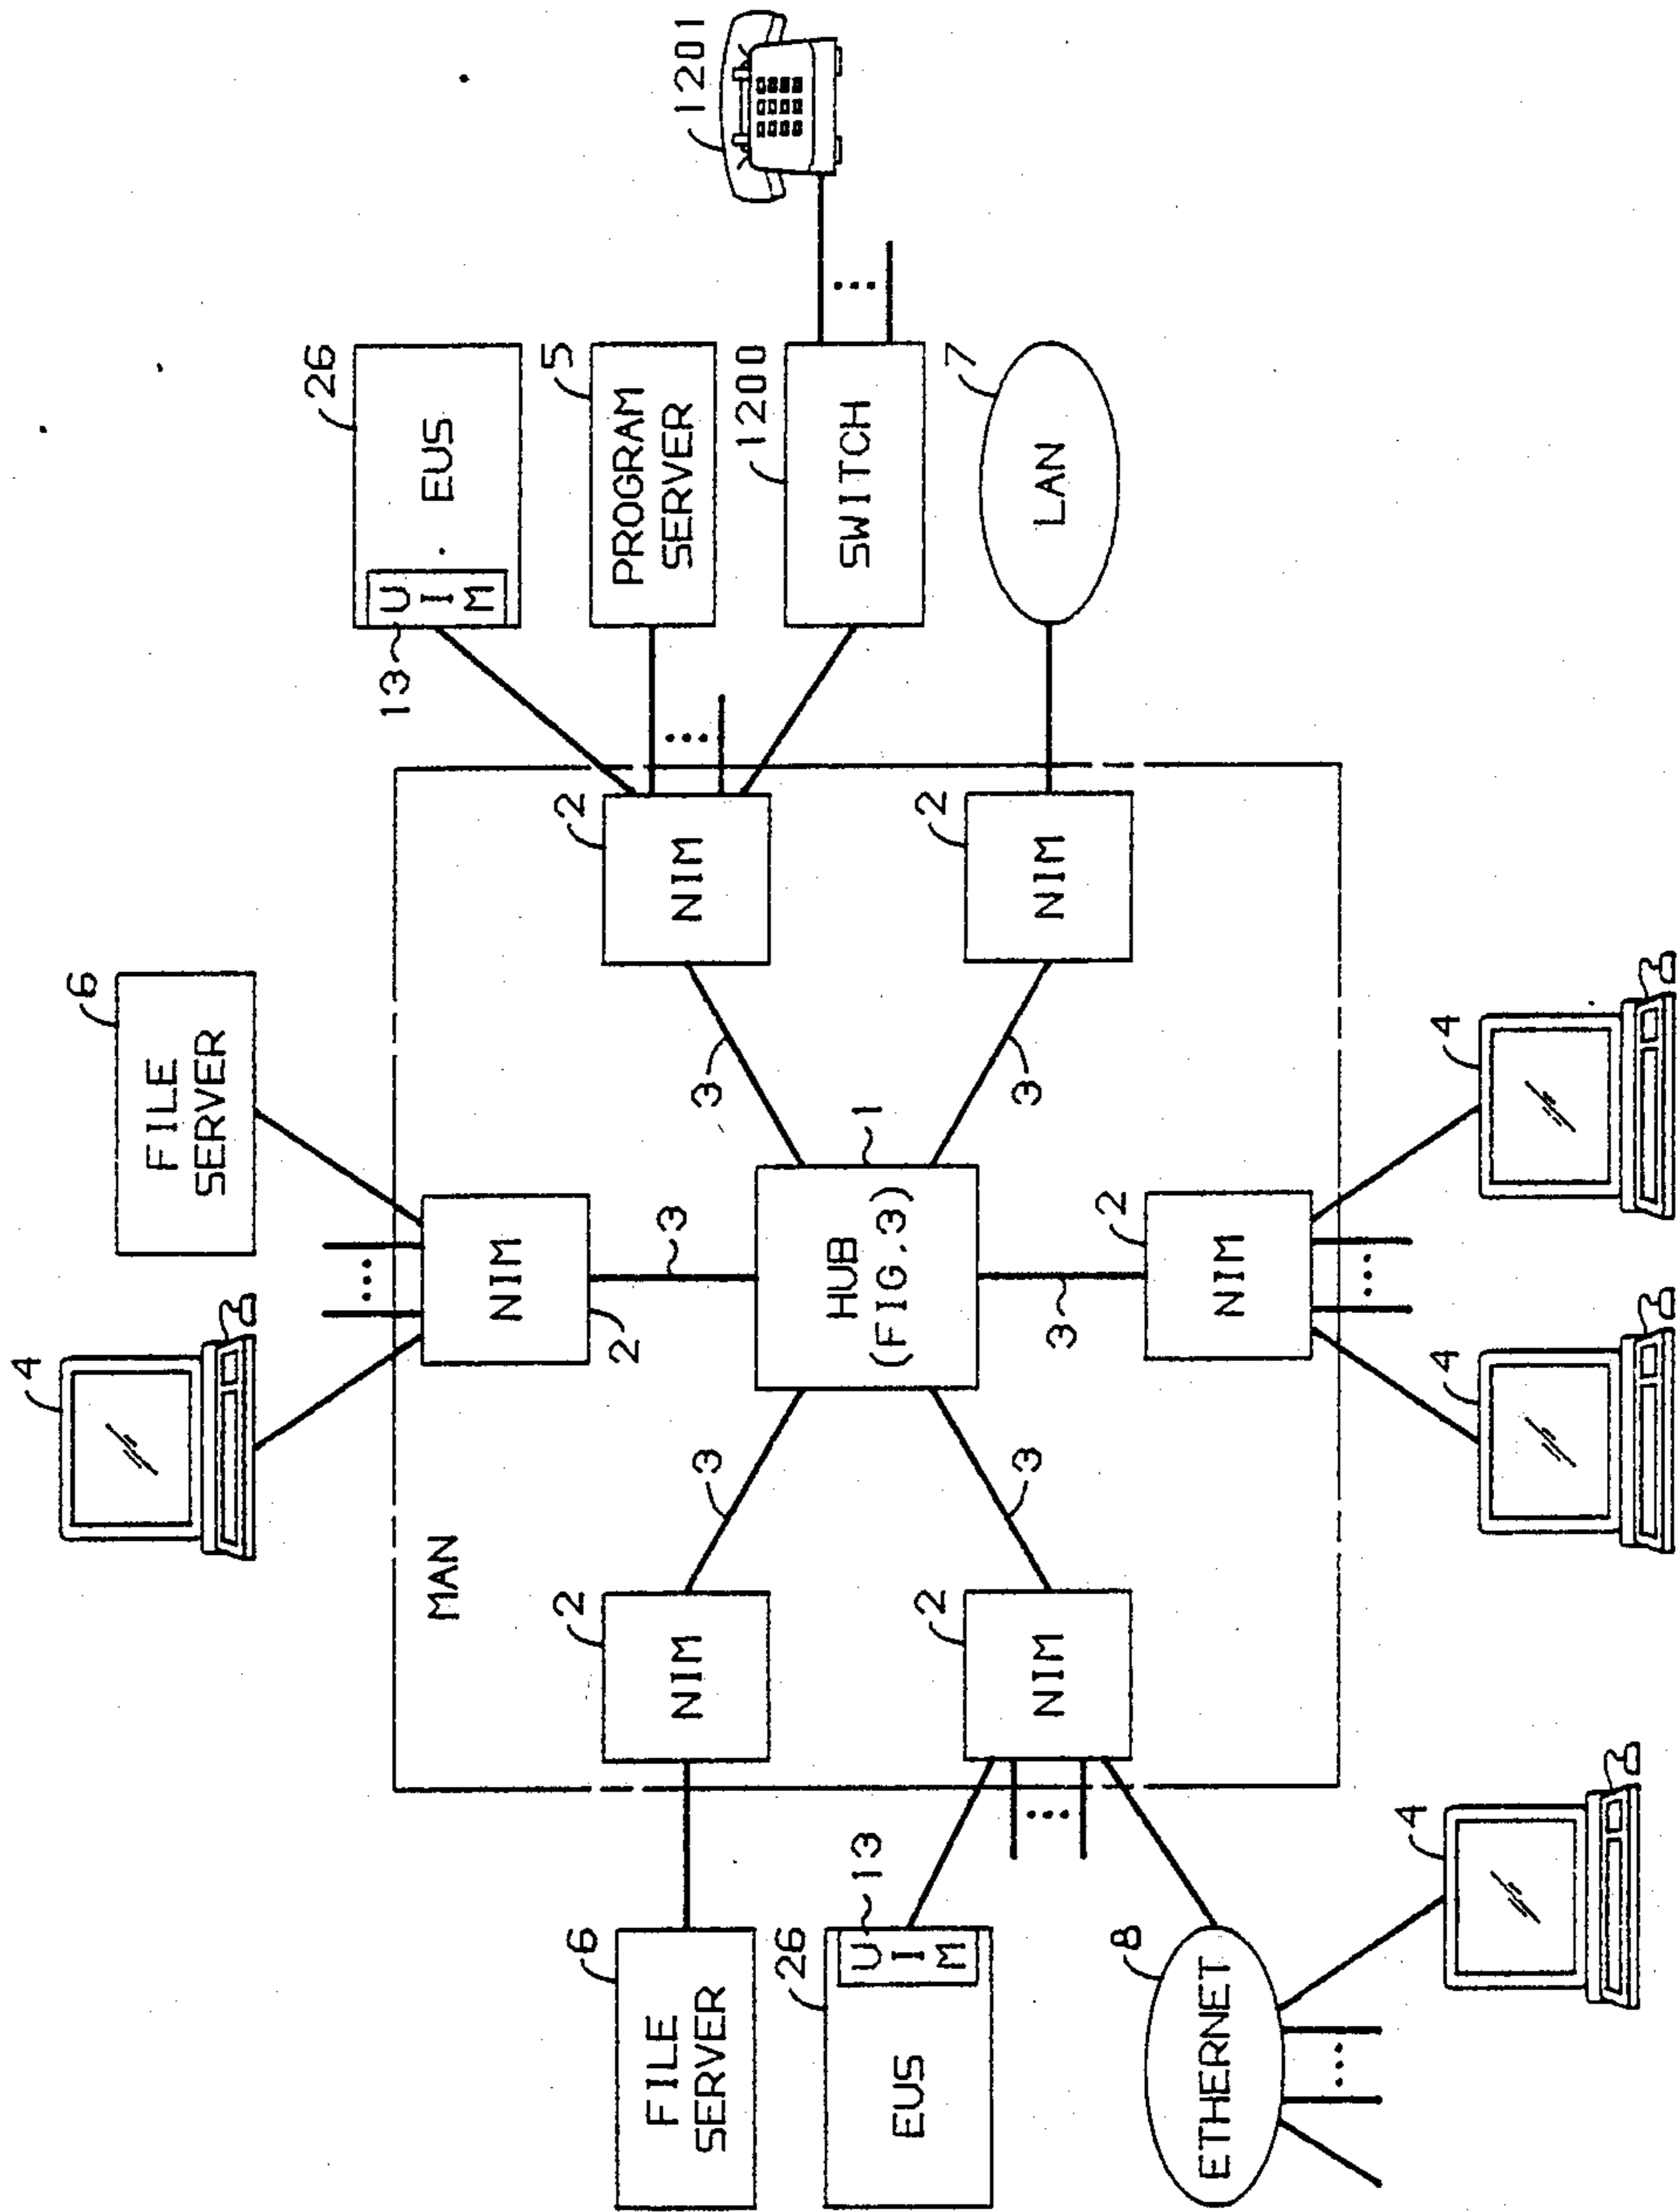 4
6
FILE
SERVER
26
13
UIM
EUS
MAN
2
NIM
6
FILE
SERVER
2
NIM
2
NIM
5
PROGRAM
SERVER
3
3
3
1201
26
13
UIM
EUS
1
HUB
(FIG.3)
1200
SWITCH
2
NIM
3
3
3
2
NIM
7
LAN
8
ETHERNET
2
NIM
4
4
4